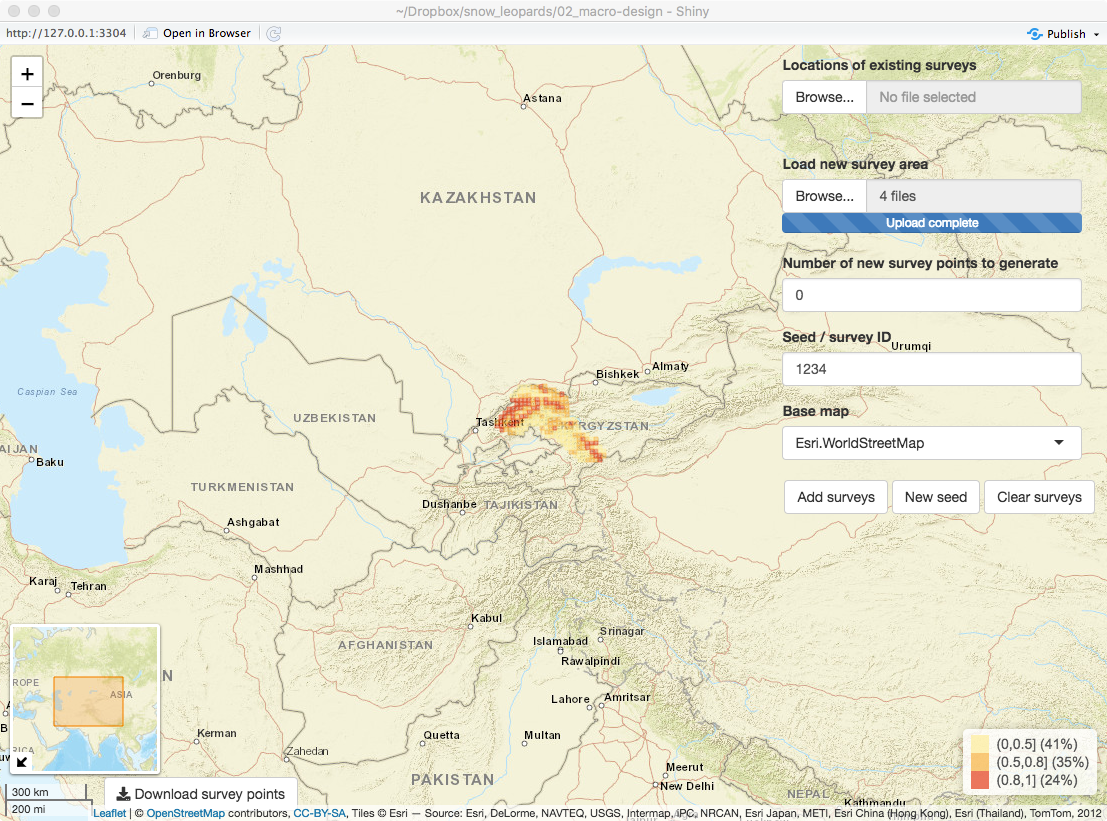 ~/Dropbox/snow_leopards/02_macro-design - Shiny
http://127.0.0.1:3304
Open in Browser
Publish
+
−
Locations of existing surveys
Browse...
No file selected
Load new survey area
Browse...
4 files
Upload complete
Number of new survey points to generate
0
Seed / survey ID
1234
Base map
Esri.WorldStreetMap
Add surveys
New seed
Clear surveys
Orenburg
Astana
KAZAKHSTAN
Urumqi
Bishkek
Almaty
Caspian Sea
UZBEKISTAN
Tashkent
KYRGYZSTAN
AIJAN
Baku
TURKMENISTAN
Dushanbe
TAJIKISTAN
Ashgabat
Mashhad
Karaj
Tehran
Kabul
Srinagar
Islamabad
AFGHANISTAN
Rawalpindi
Lahore
Amritsar
N
ROPE
ASIA
RICA
Kerman
Zahedan
Quetta
Multan
PAKISTAN
Meerut
New Delhi
NEPAL
Kathmandu
(0,0.5] (41%)
(0.5,0.8] (35%)
(0.8,1] (24%)
300 km
200 mi
Download survey points
Leaflet | © OpenStreetMap contributors, CC-BY-SA, Tiles © Esri — Source: Esri, DeLorme, NAVTEQ, USGS, Intermap, iPC, NRCAN, Esri Japan, METI, Esri China (Hong Kong), Esri (Thailand), TomTom, 2012